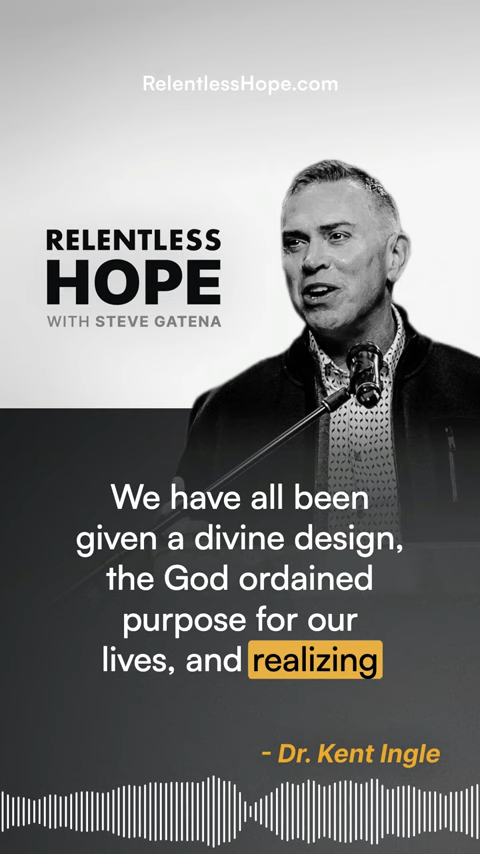 RelentlessHope.com
RELENTLESS
HOPE
WITH STEVE GATENA
We have all been
given a divine design,
the God ordained
purpose for our
lives, and realizing
- Dr. Kent Ingle